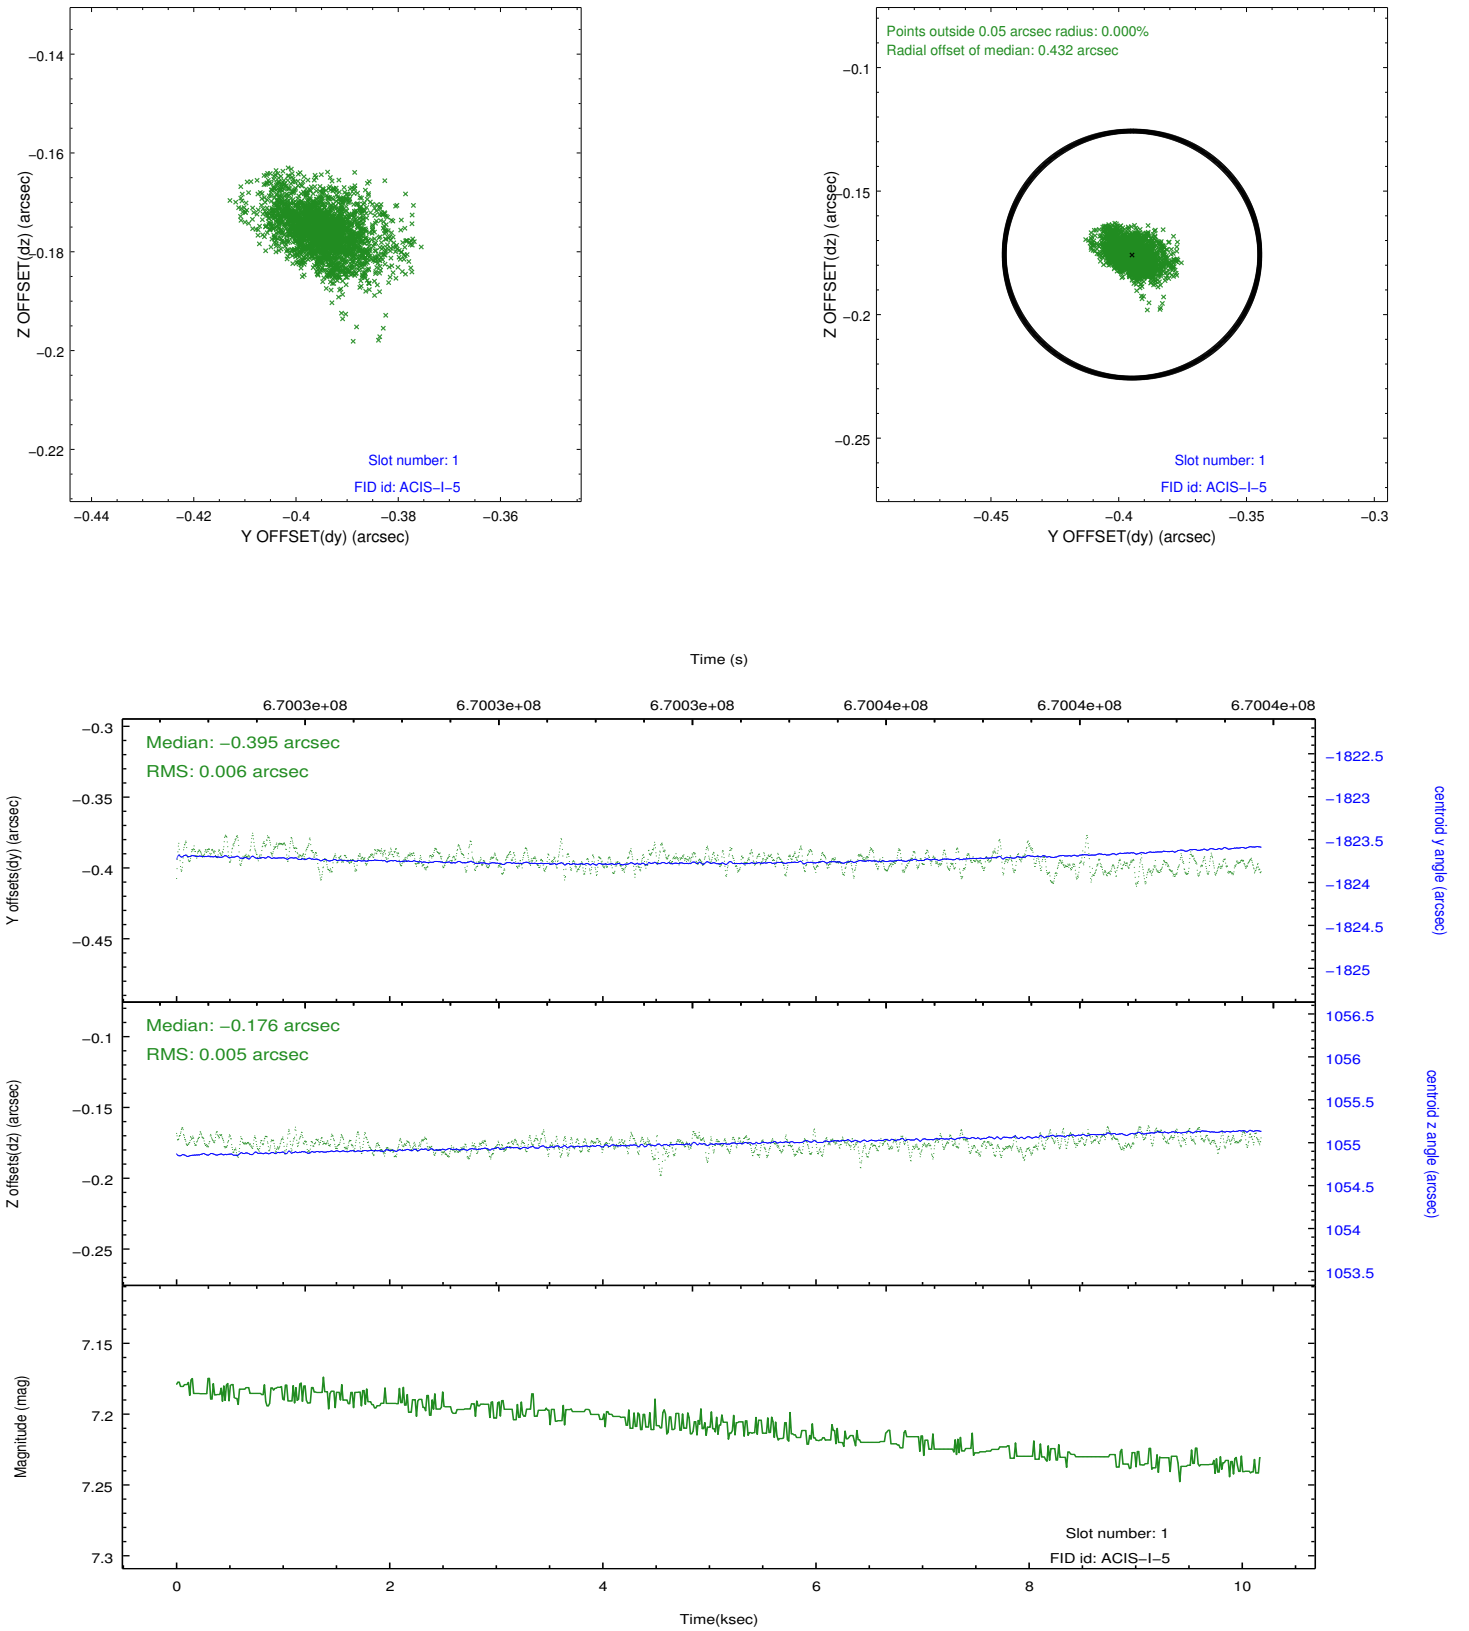 −0.14
−0.16
−0.18
−0.2
−0.22
Z OFFSET(dz) (arcsec)
Slot number: 1
FID id: ACIS−I−5
−0.44
−0.42
−0.4
−0.38
−0.36
Y OFFSET(dy) (arcsec)
Points outside 0.05 arcsec radius: 0.000%
Radial offset of median: 0.432 arcsec
−0.1
−0.15
−0.2
−0.25
Z OFFSET(dz) (arcsec)
Slot number: 1
FID id: ACIS−I−5
−0.45
−0.4
−0.35
−0.3
Y OFFSET(dy) (arcsec)
Time (s)
6.7003e+08
6.7003e+08
6.7003e+08
6.7004e+08
6.7004e+08
6.7004e+08
Median: −0.395 arcsec
RMS: 0.006 arcsec
−0.3
−0.35
−0.4
−0.45
Y offsets(dy) (arcsec)
−1822.5
−1823
−1823.5
−1824
−1824.5
−1825
centroid y angle (arcsec)
Median: −0.176 arcsec
RMS: 0.005 arcsec
−0.1
−0.15
−0.2
−0.25
Z offsets(dz) (arcsec)
1056.5
1056
1055.5
1055
1054.5
1054
1053.5
centroid z angle (arcsec)
7.15
7.2
7.25
7.3
Magnitude (mag)
Slot number: 1
FID id: ACIS−I−5
0
2
4
6
8
10
Time(ksec)